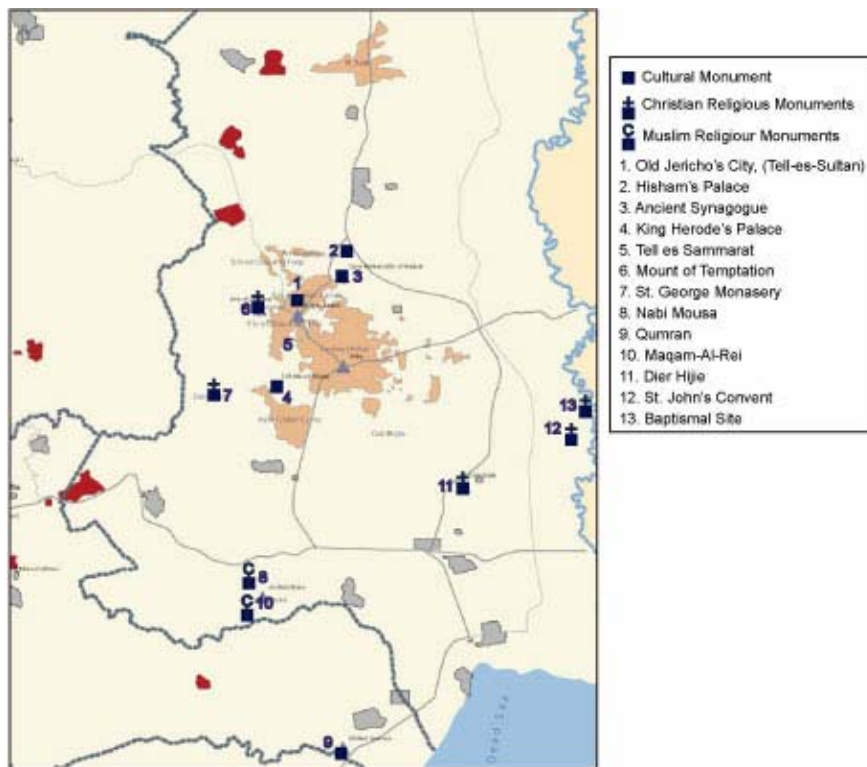 2
3
1
6
5
4
7
13
12
11
C
8
C
10
9
Dead Sea
Cultural Monument
Christian Religious Monuments
C
Muslim Religiour Monuments
1. Old Jericho's City, (Tell-es-Sultan)
2. Hisham's Palace
3. Ancient Synagogue
4. King Herode's Palace
5. Tell es Sammarat
6. Mount of Temptation
7. St. George Monasery
8. Nabi Mousa
9. Qumran
10. Maqam-Al-Rei
11. Dier Hijie
12. St. John's Convent
13. Baptismal Site